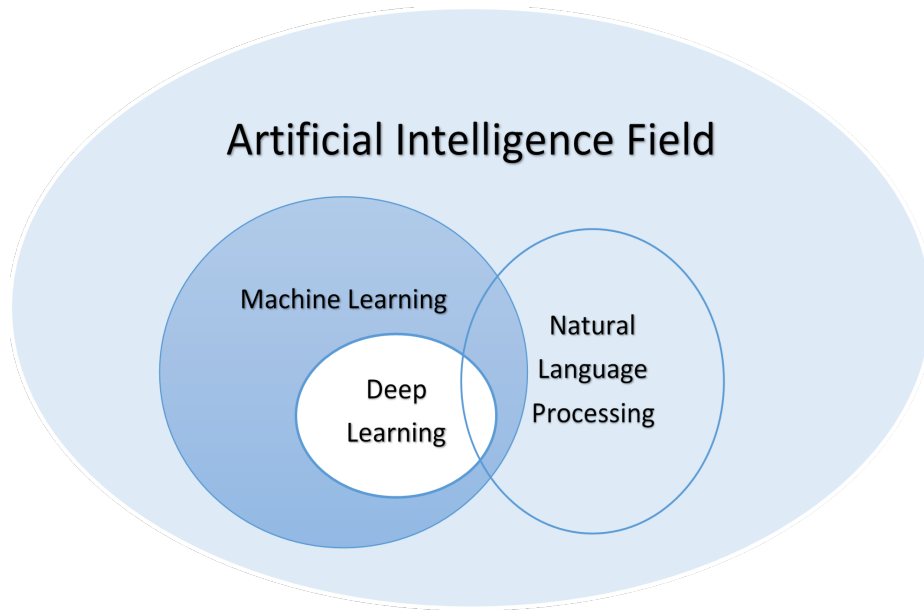 Artificial Intelligence Field
Machine Learning
Deep
Learning
Natural
Language
Processing